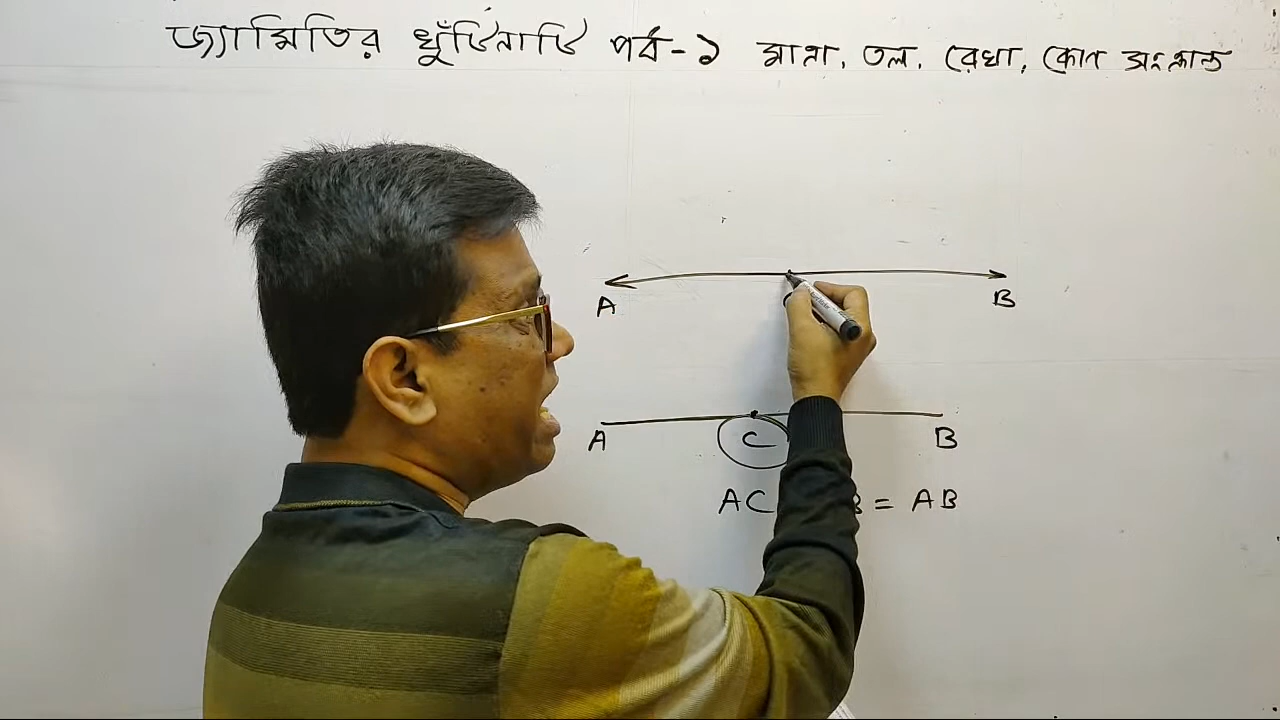 জ্যামিতির খুঁটিনাটি পর্ব-১ মাত্রা, তল, রেখা, কোণ সংক্রান্ত
A B
A C B
AC = AB